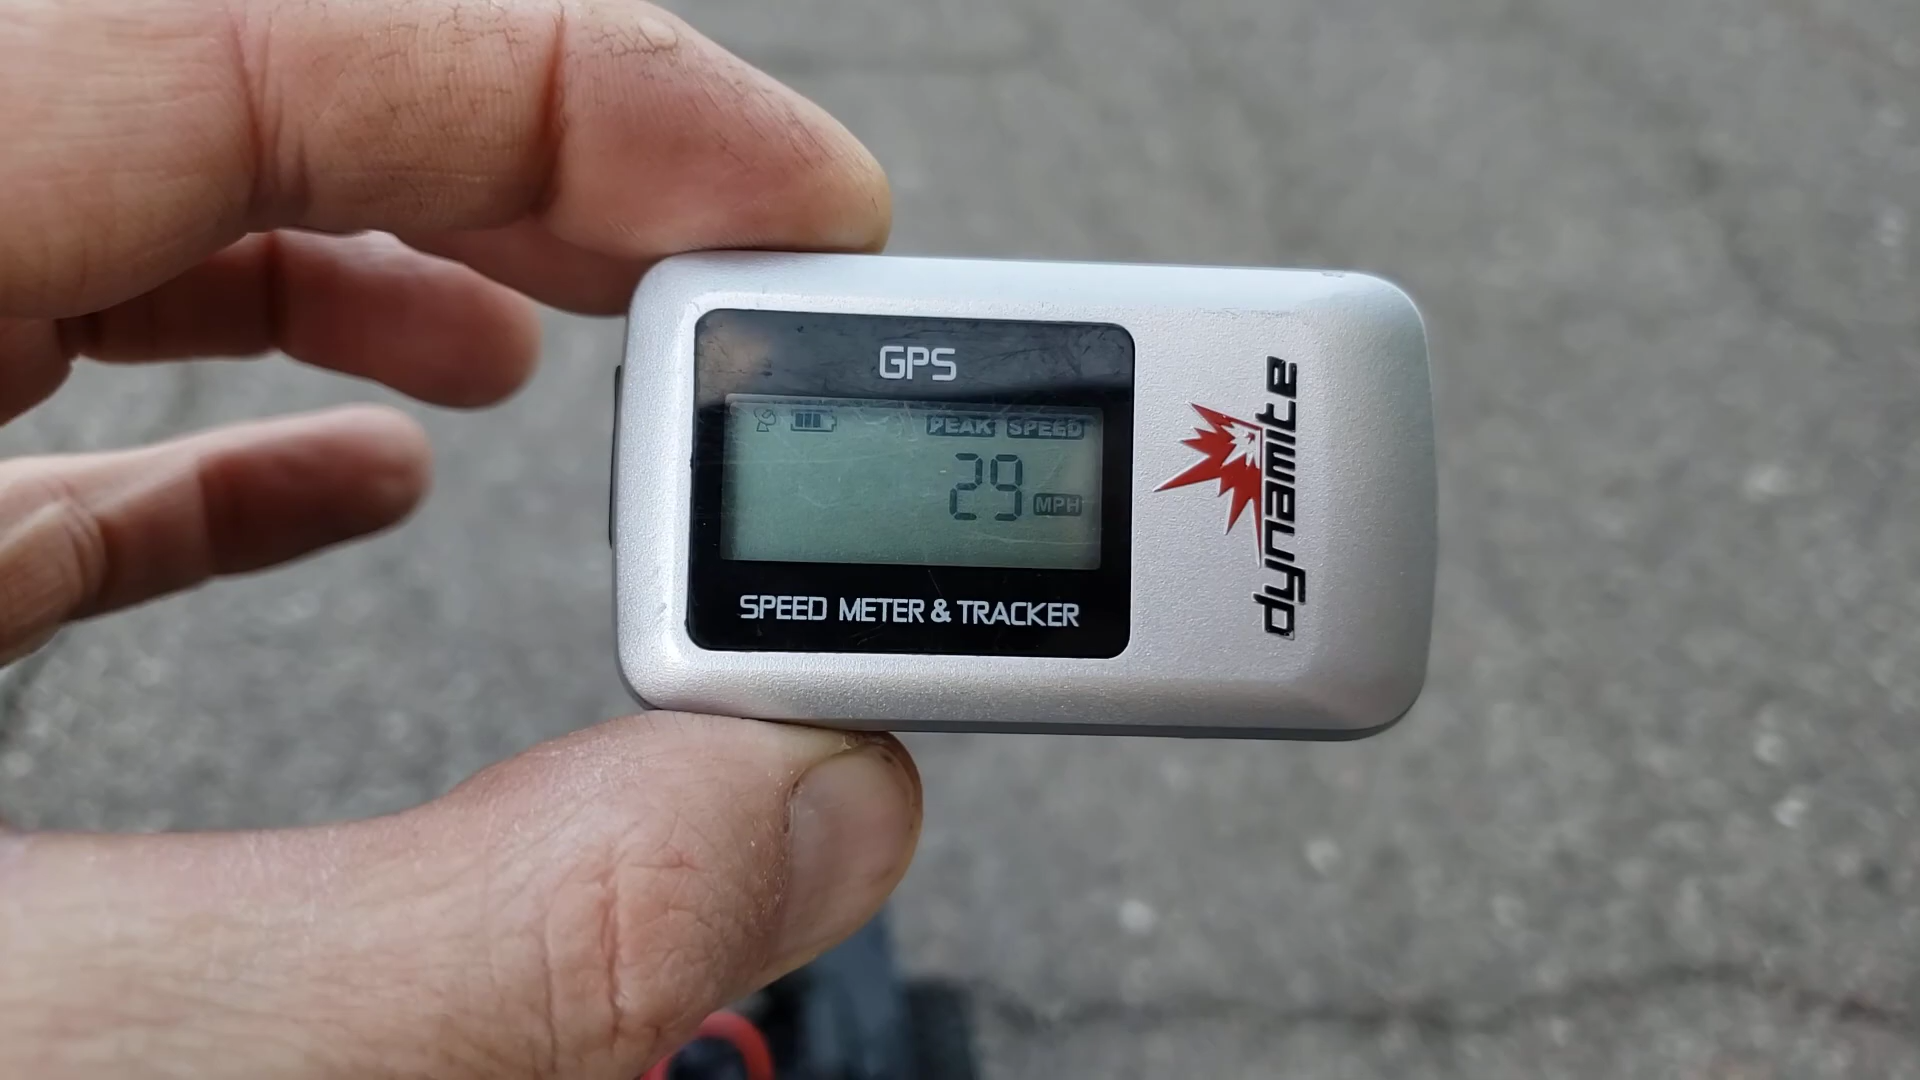 GPS
PEAK SPEED
29 MPH
SPEED METER & TRACKER
dynamite